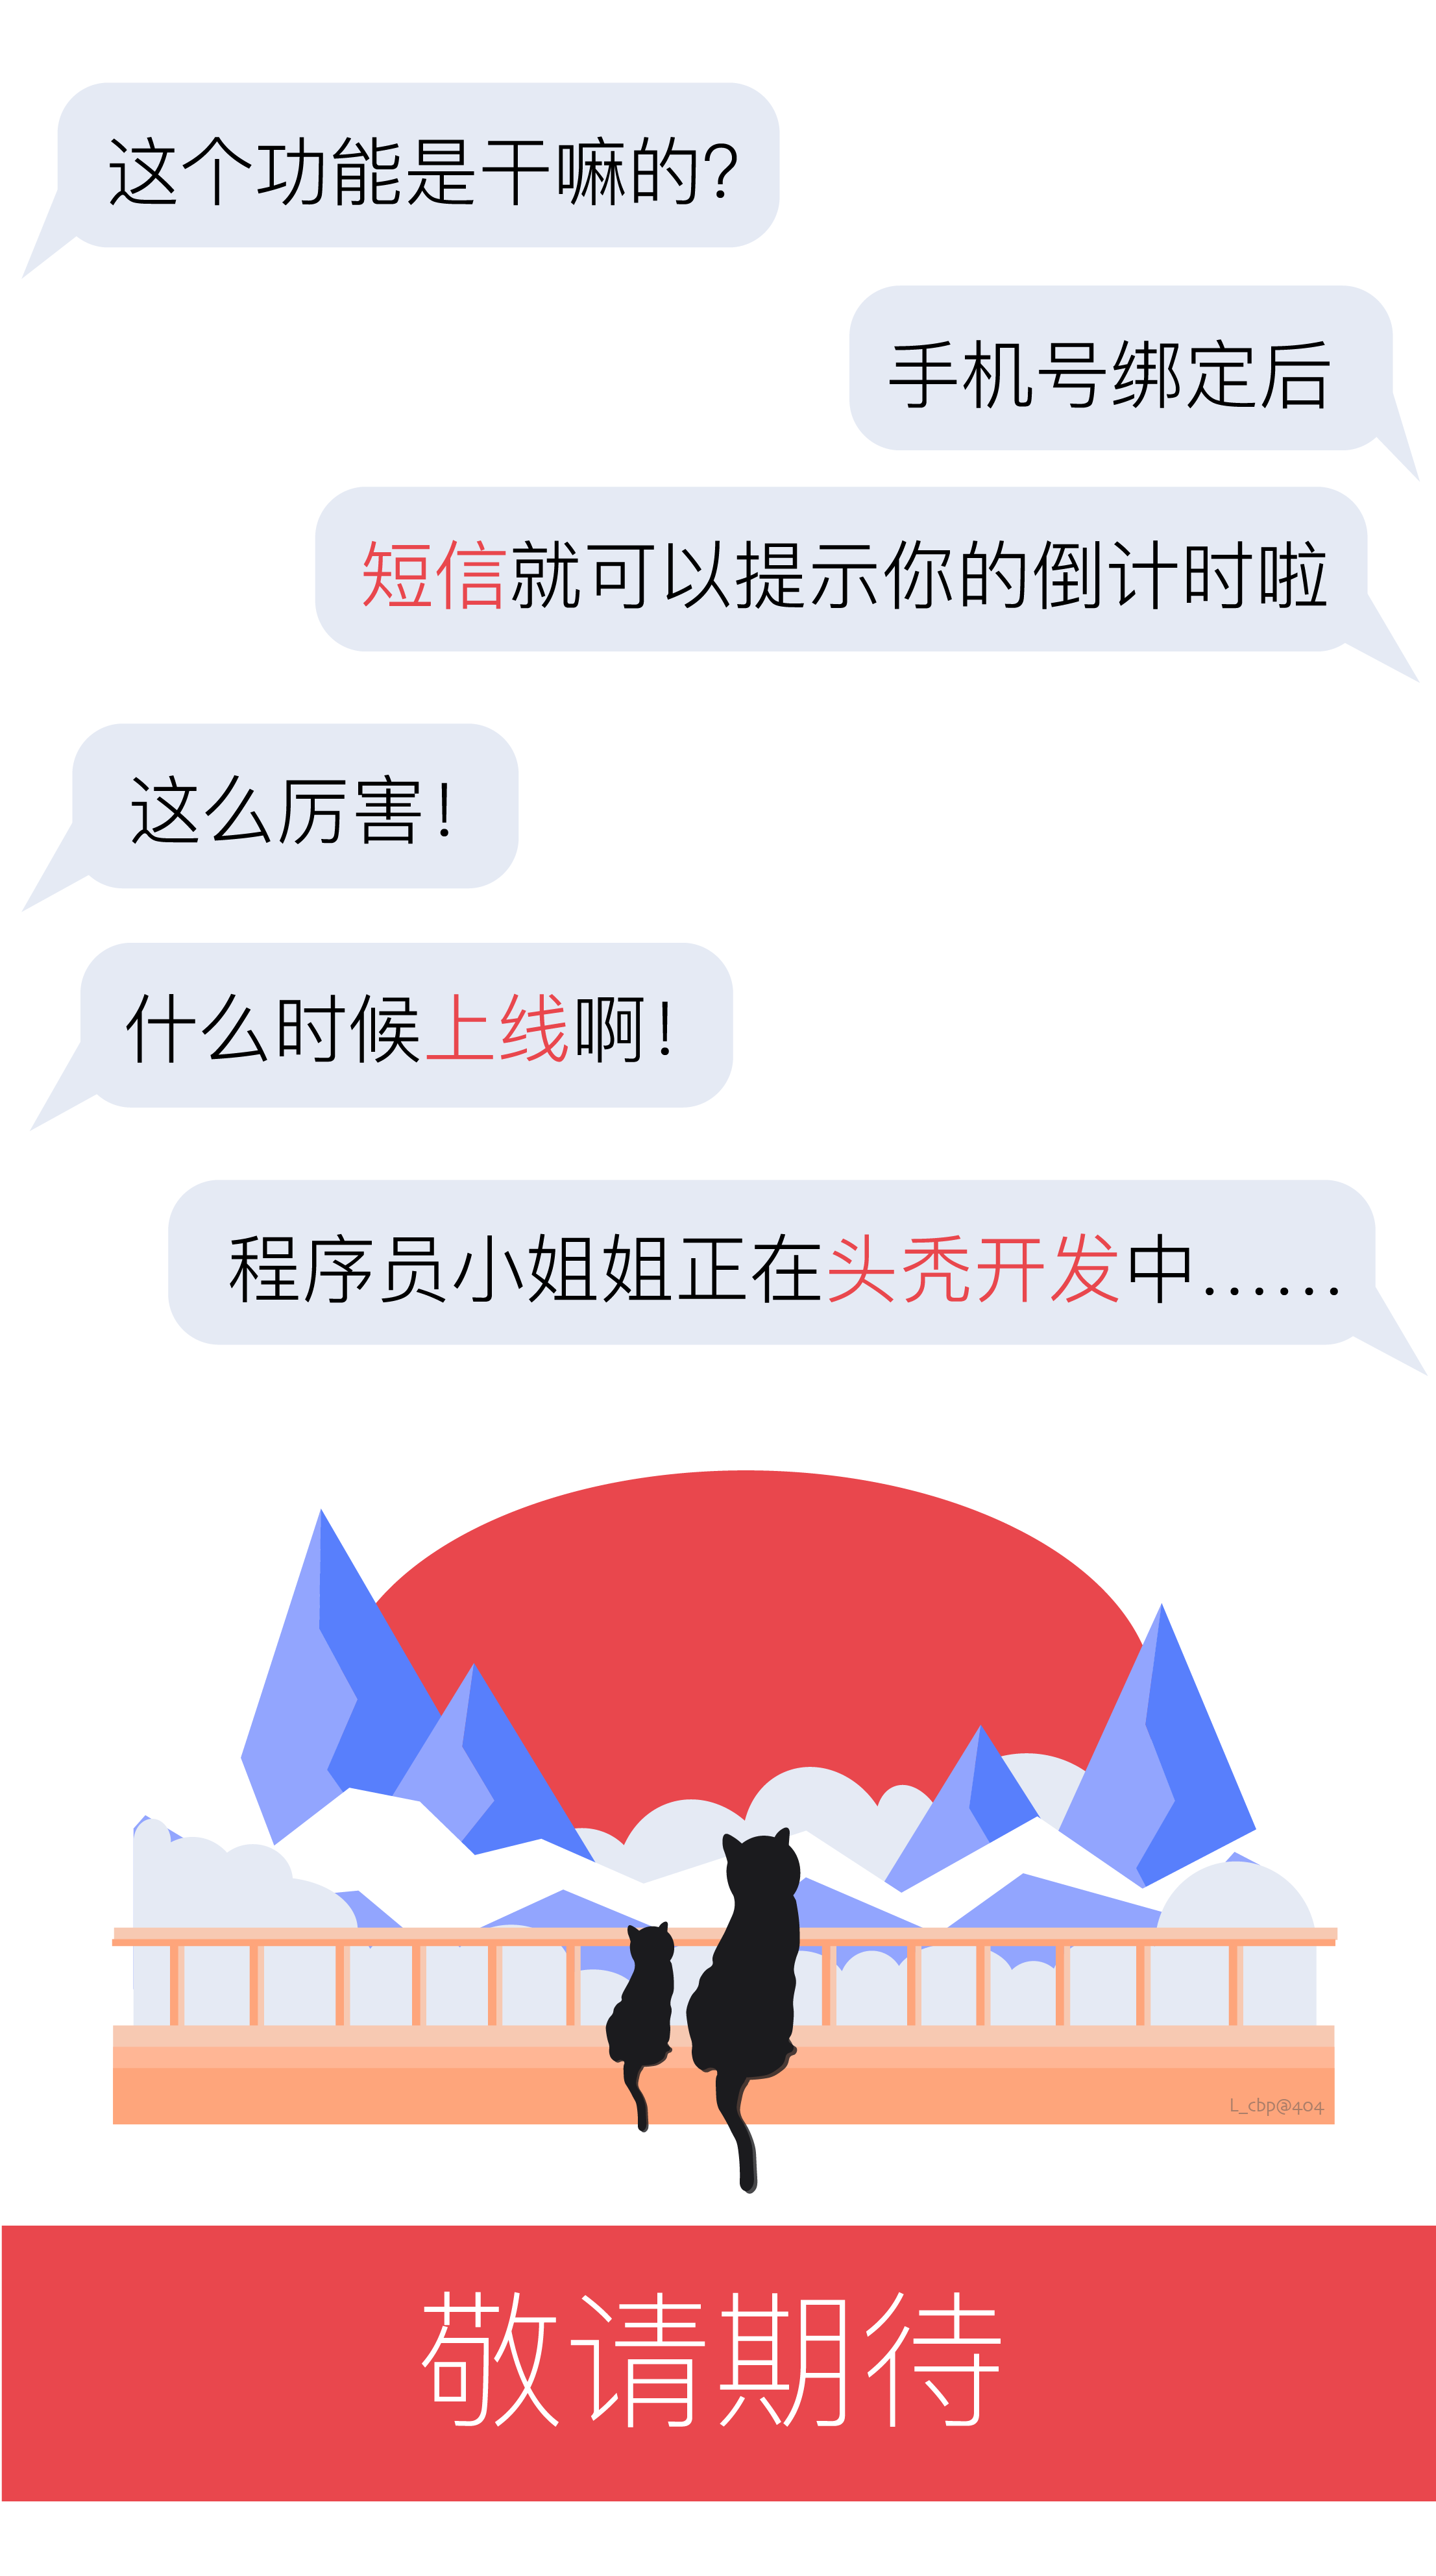 这个功能是干嘛的?
手机号绑定后
短信就可以提示你的倒计时啦
这么厉害!
什么时候上线啊!
程序员小姐姐正在头秃开发中......
L_cbp@404
敬请期待